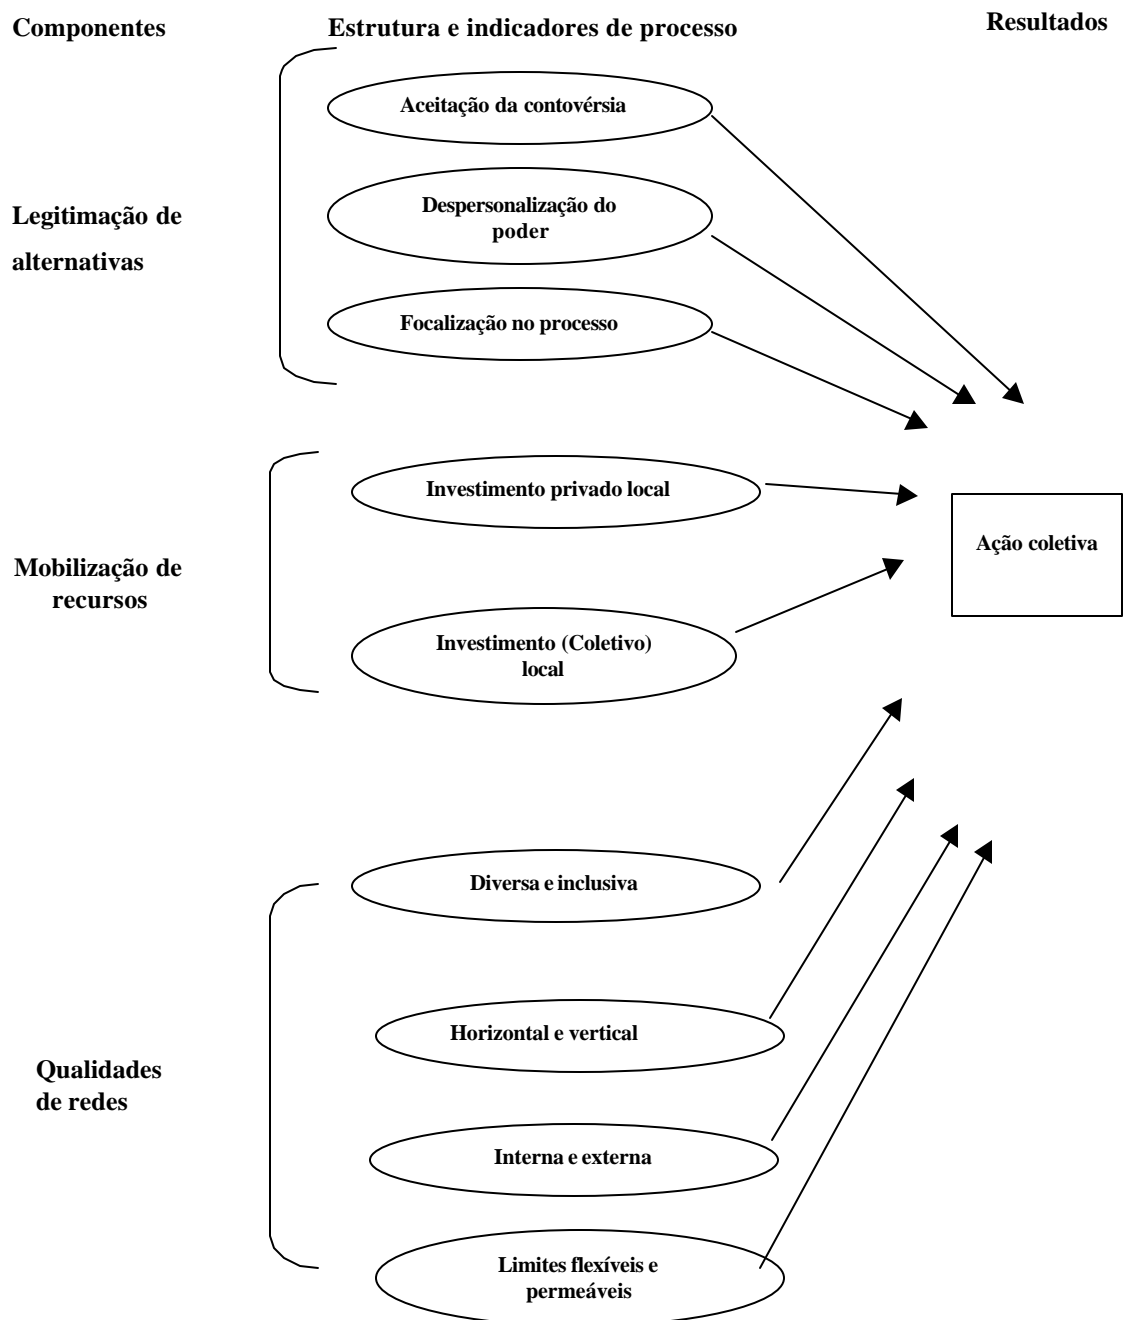 Componentes
Estrutura e indicadores de processo
Resultados
Aceitação da contovérsia
Legitimação de
alternativas
Despersonalização do
poder
Focalização no processo
Mobilização de
recursos
Investimento privado local
Investimento (Coletivo)
local
Ação coletiva
Qualidades
de redes
Diversa e inclusiva
Horizontal e vertical
Interna e externa
Limites flexíveis e
permeáveis